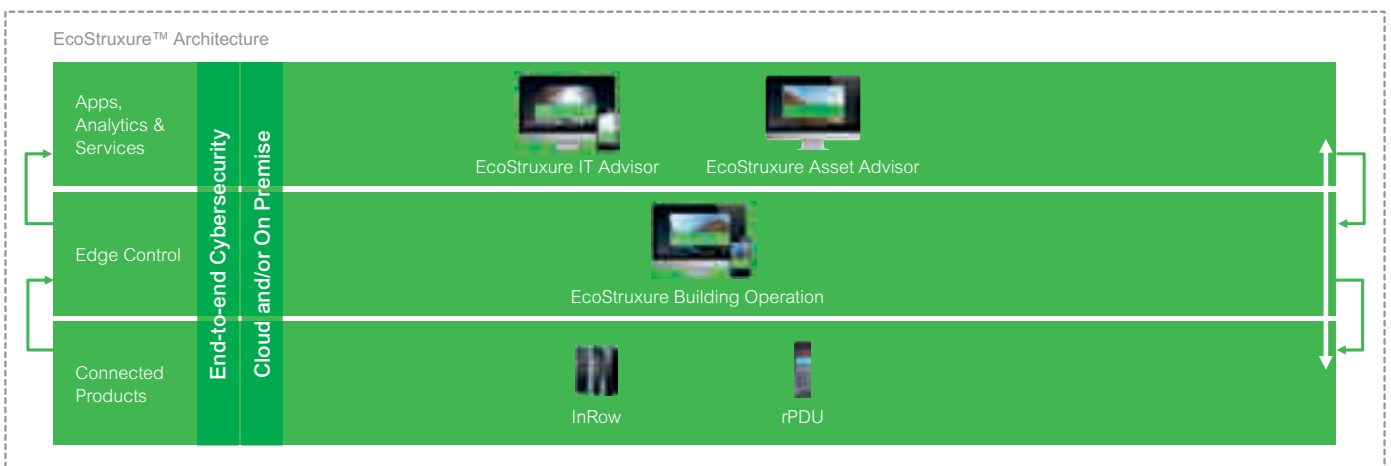 EcoStruxure™ Architecture
Apps,
Analytics &
Services
End-to-end Cybersecurity
Cloud and/or On Premise
EcoStruxure IT Advisor
EcoStruxure Asset Advisor
Edge Control
EcoStruxure Building Operation
Connected
Products
InRow
rPDU